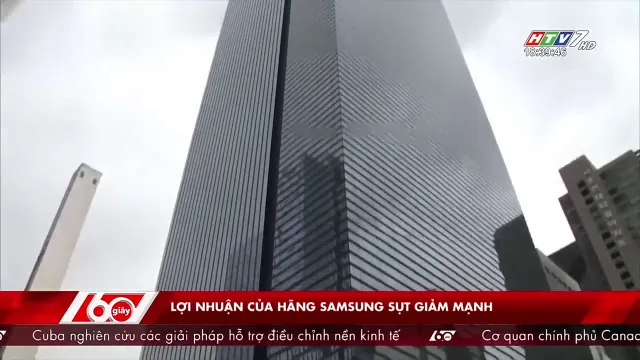 HTV7 HD
18:39:46
60 giây
LỢI NHUẬN CỦA HÃNG SAMSUNG SỤT GIẢM MẠNH
Cuba nghiên cứu các giải pháp hỗ trợ điều chỉnh nền kinh tế 60 Cơ quan chính phủ Cana